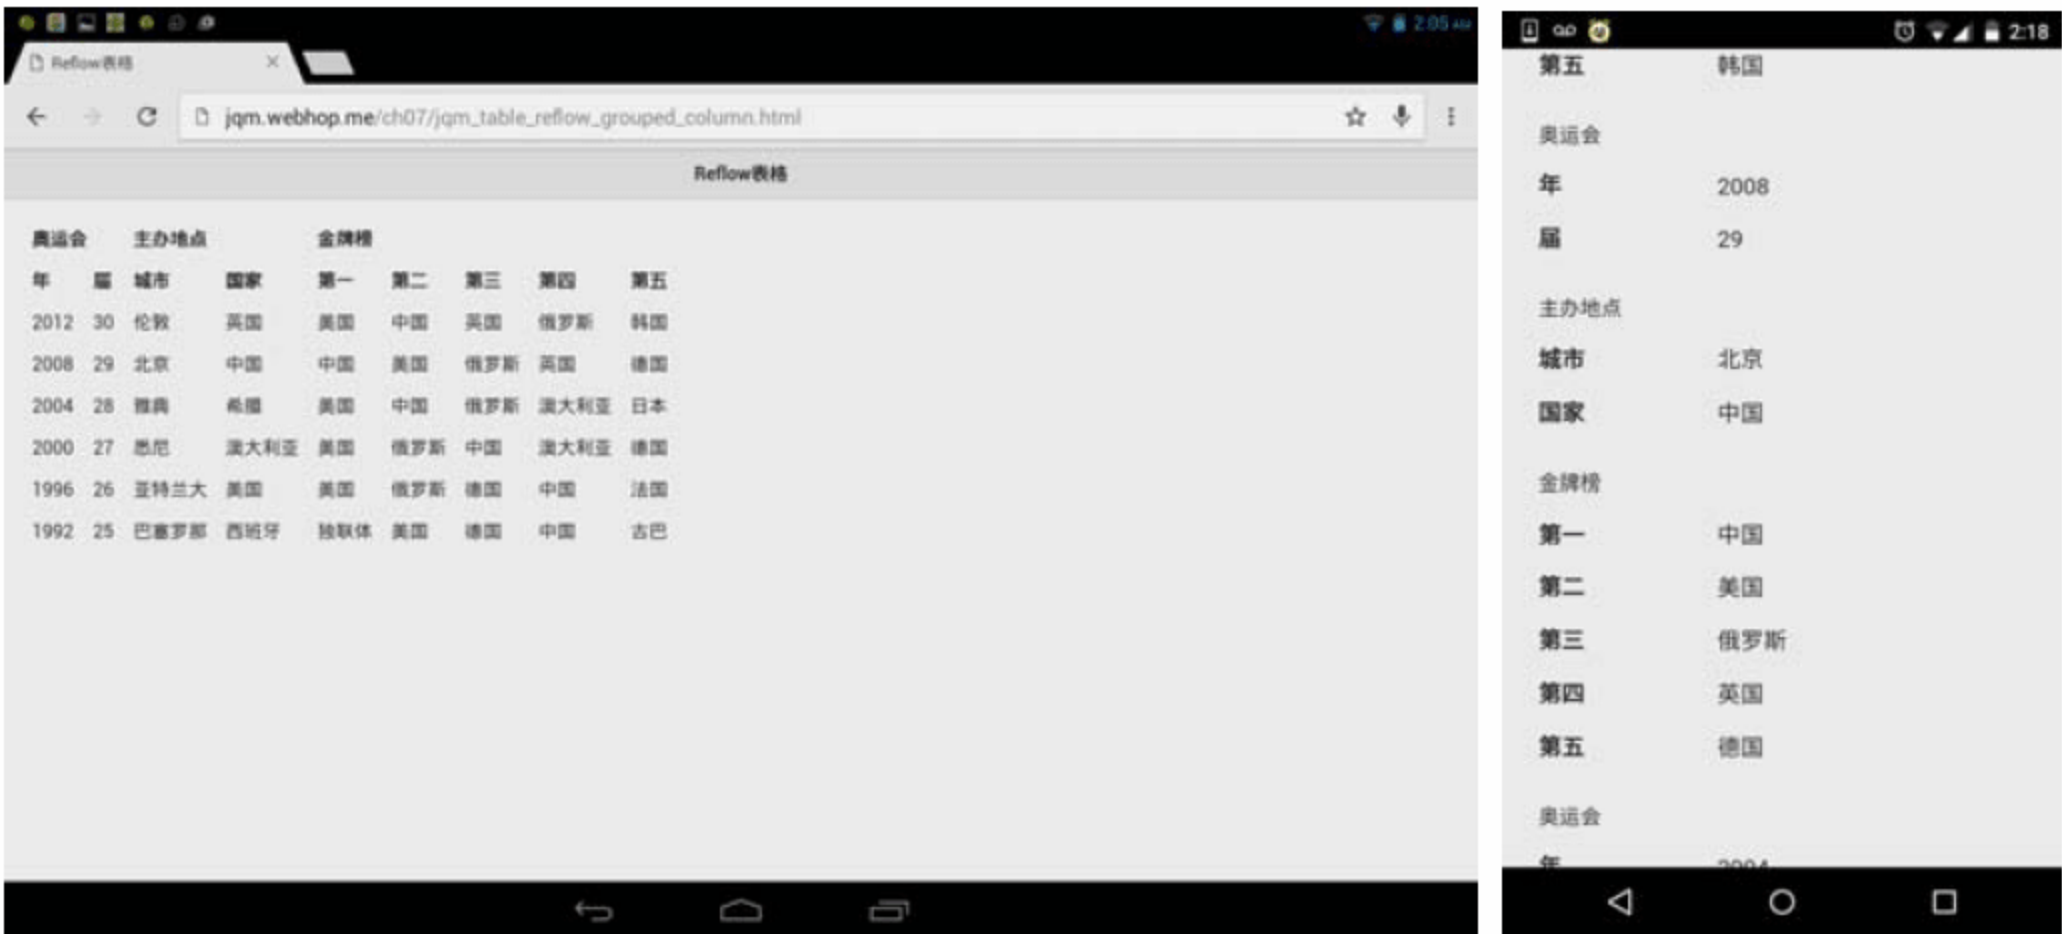 2:05 AM
Reflow表格
jqm.webhop.me/ch07/jqm_table_reflow_grouped_column.html
Reflow表格
奥运会 主办地点 金牌榜
年 届 城市 国家 第一 第二 第三 第四 第五
2012 30 伦敦 英国 美国 中国 英国 俄罗斯 韩国
2008 29 北京 中国 中国 美国 俄罗斯 英国 德国
2004 28 雅典 希腊 美国 中国 俄罗斯 澳大利亚 日本
2000 27 悉尼 澳大利亚 美国 俄罗斯 中国 澳大利亚 德国
1996 26 亚特兰大 美国 美国 俄罗斯 德国 中国 法国
1992 25 巴塞罗那 西班牙 独联体 美国 德国 中国 古巴
2:18
第五 韩国
奥运会
年 2008
届 29
主办地点
城市 北京
国家 中国
金牌榜
第一 中国
第二 美国
第三 俄罗斯
第四 英国
第五 德国
奥运会
年 2004